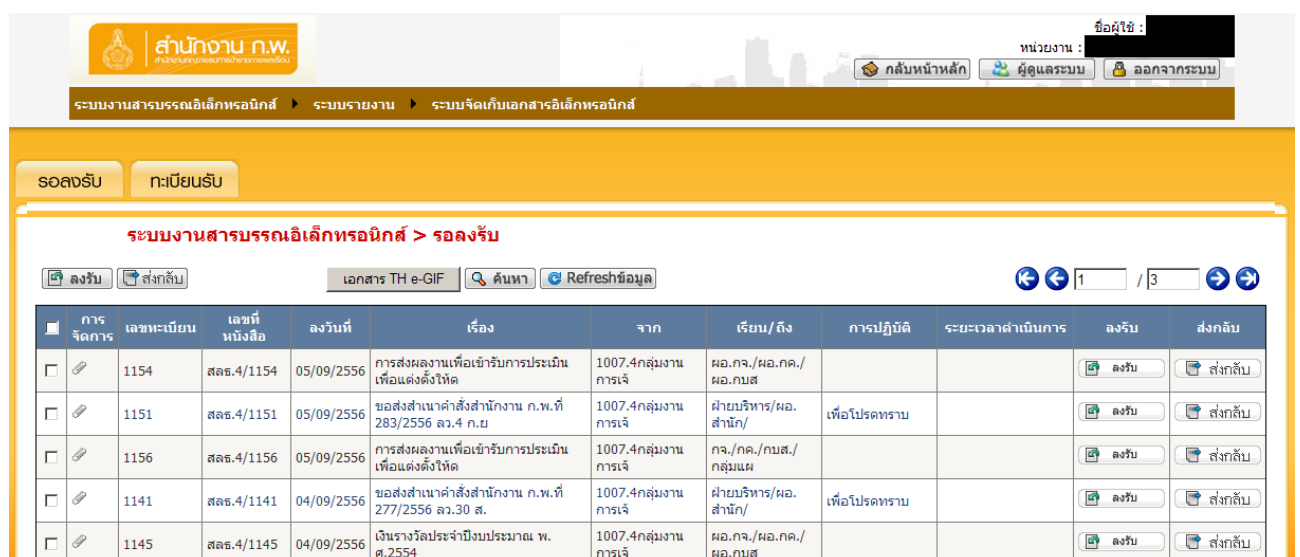 สำนักงาน ก.พ.
สำนักงานคณะกรรมการข้าราชการพลเรือน
ชื่อผู้ใช้ :
หน่วยงาน :
กลับหน้าหลัก ผู้ดูแลระบบ ออกจากระบบ
ระบบงานสารบรรณอิเล็กทรอนิกส์ ระบบรายงาน ระบบจัดเก็บเอกสารอิเล็กทรอนิกส์
รอลงรับ ทะเบียนรับ
ระบบงานสารบรรณอิเล็กทรอนิกส์ > รอลงรับ
ลงรับ ส่งกลับ เอกสาร TH e-GIF ค้นหา Refreshข้อมูล 1 / 3
การ เลขที่
จัดการ เลขทะเบียน หนังสือ ลงวันที่ เรื่อง จาก เรียน/ถึง การปฏิบัติ ระยะเวลาดำเนินการ ลงรับ ส่งกลับ
การส่งผลงานเพื่อเข้ารับการประเมิน 1007.4กลุ่มงาน ผอ.กจ./ผอ.กค./
1154 สลธ.4/1154 05/09/2556 เพื่อแต่งตั้งให้ด การเจ้ ผอ.กบส ลงรับ ส่งกลับ
ขอส่งสำเนาคำสั่งสำนักงาน ก.พ.ที่ 1007.4กลุ่มงาน ฝ่ายบริหาร/ผอ.
1151 สลธ.4/1151 05/09/2556 283/2556 ลว.4 ก.ย การเจ้ สำนัก/ เพื่อโปรดทราบ ลงรับ ส่งกลับ
การส่งผลงานเพื่อเข้ารับการประเมิน 1007.4กลุ่มงาน กจ./กค./กบส./
1156 สลธ.4/1156 05/09/2556 เพื่อแต่งตั้งให้ด การเจ้ กลุ่มแผ ลงรับ ส่งกลับ
ขอส่งสำเนาคำสั่งสำนักงาน ก.พ.ที่ 1007.4กลุ่มงาน ฝ่ายบริหาร/ผอ.
1141 สลธ.4/1141 04/09/2556 277/2556 ลว.30 ส. การเจ้ สำนัก/ เพื่อโปรดทราบ ลงรับ ส่งกลับ
เงินรางวัลประจำปีงบประมาณ พ. 1007.4กลุ่มงาน ผอ.กจ./ผอ.กค./
1145 สลธ.4/1145 04/09/2556 ศ.2554 การเจ้ ผอ.กบส ลงรับ ส่งกลับ